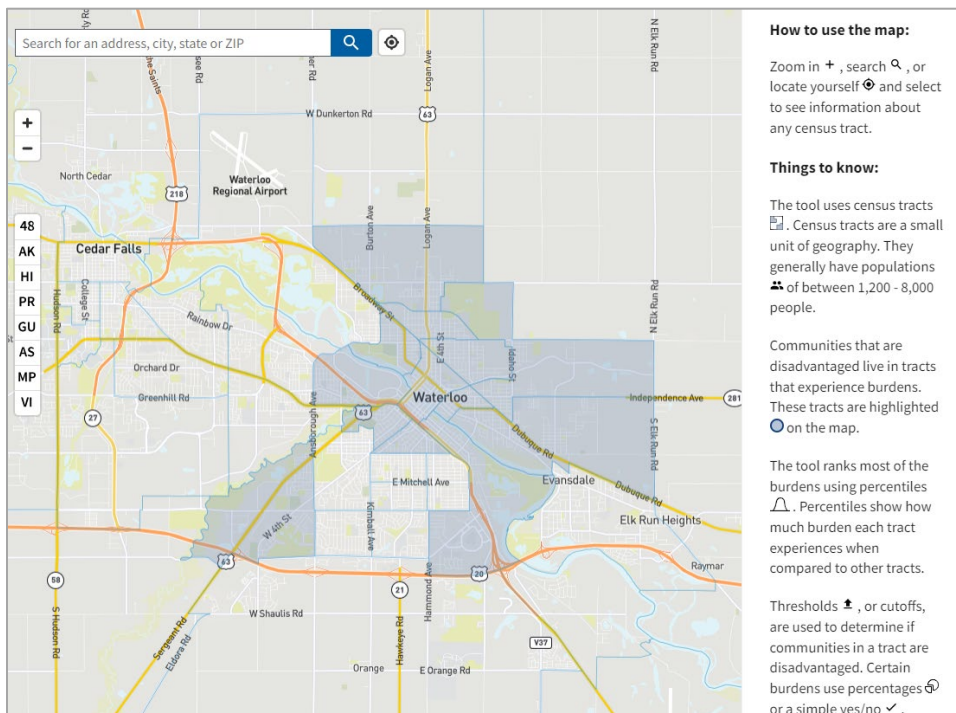 Search for an address, city, state or ZIP
+
−
48
AK
HI
PR
GU
AS
MP
VI
the Saints
Logan Ave
N Elk Run Rd
W Dunkerton Rd
63
North Cedar
Waterloo
Regional Airport
218
Burton Ave
Logan Ave
Cedar Falls
College St
Hudson Rd
Broadway St
N Elk Run Rd
Rainbow Dr
E 4th St
Idaho St
Orchard Dr
Greenhill Rd
Waterloo
Independence Ave
281
27
63
Ansborough Ave
S Elk Run Rd
Dubuque Rd
E Mitchell Ave
Evansdale
Dubuque Rd
Kimball Ave
W 4th St
Elk Run Heights
63
20
Raymar
58
21
Hammond Ave
W Shaulis Rd
S Hudson Rd
Sergeant Rd
Eldora Rd
Hawkeye Rd
V37
Orange
E Orange Rd
How to use the map:
Zoom in + , search , or
locate yourself and select
to see information about
any census tract.
Things to know:
The tool uses census tracts
. Census tracts are a small
unit of geography. They
generally have populations
of between 1,200 - 8,000
people.
Communities that are
disadvantaged live in tracts
that experience burdens.
These tracts are highlighted
on the map.
The tool ranks most of the
burdens using percentiles
. Percentiles show how
much burden each tract
experiences when
compared to other tracts.
Thresholds , or cutoffs,
are used to determine if
communities in a tract are
disadvantaged. Certain
burdens use percentages
or a simple yes/no ✓ .